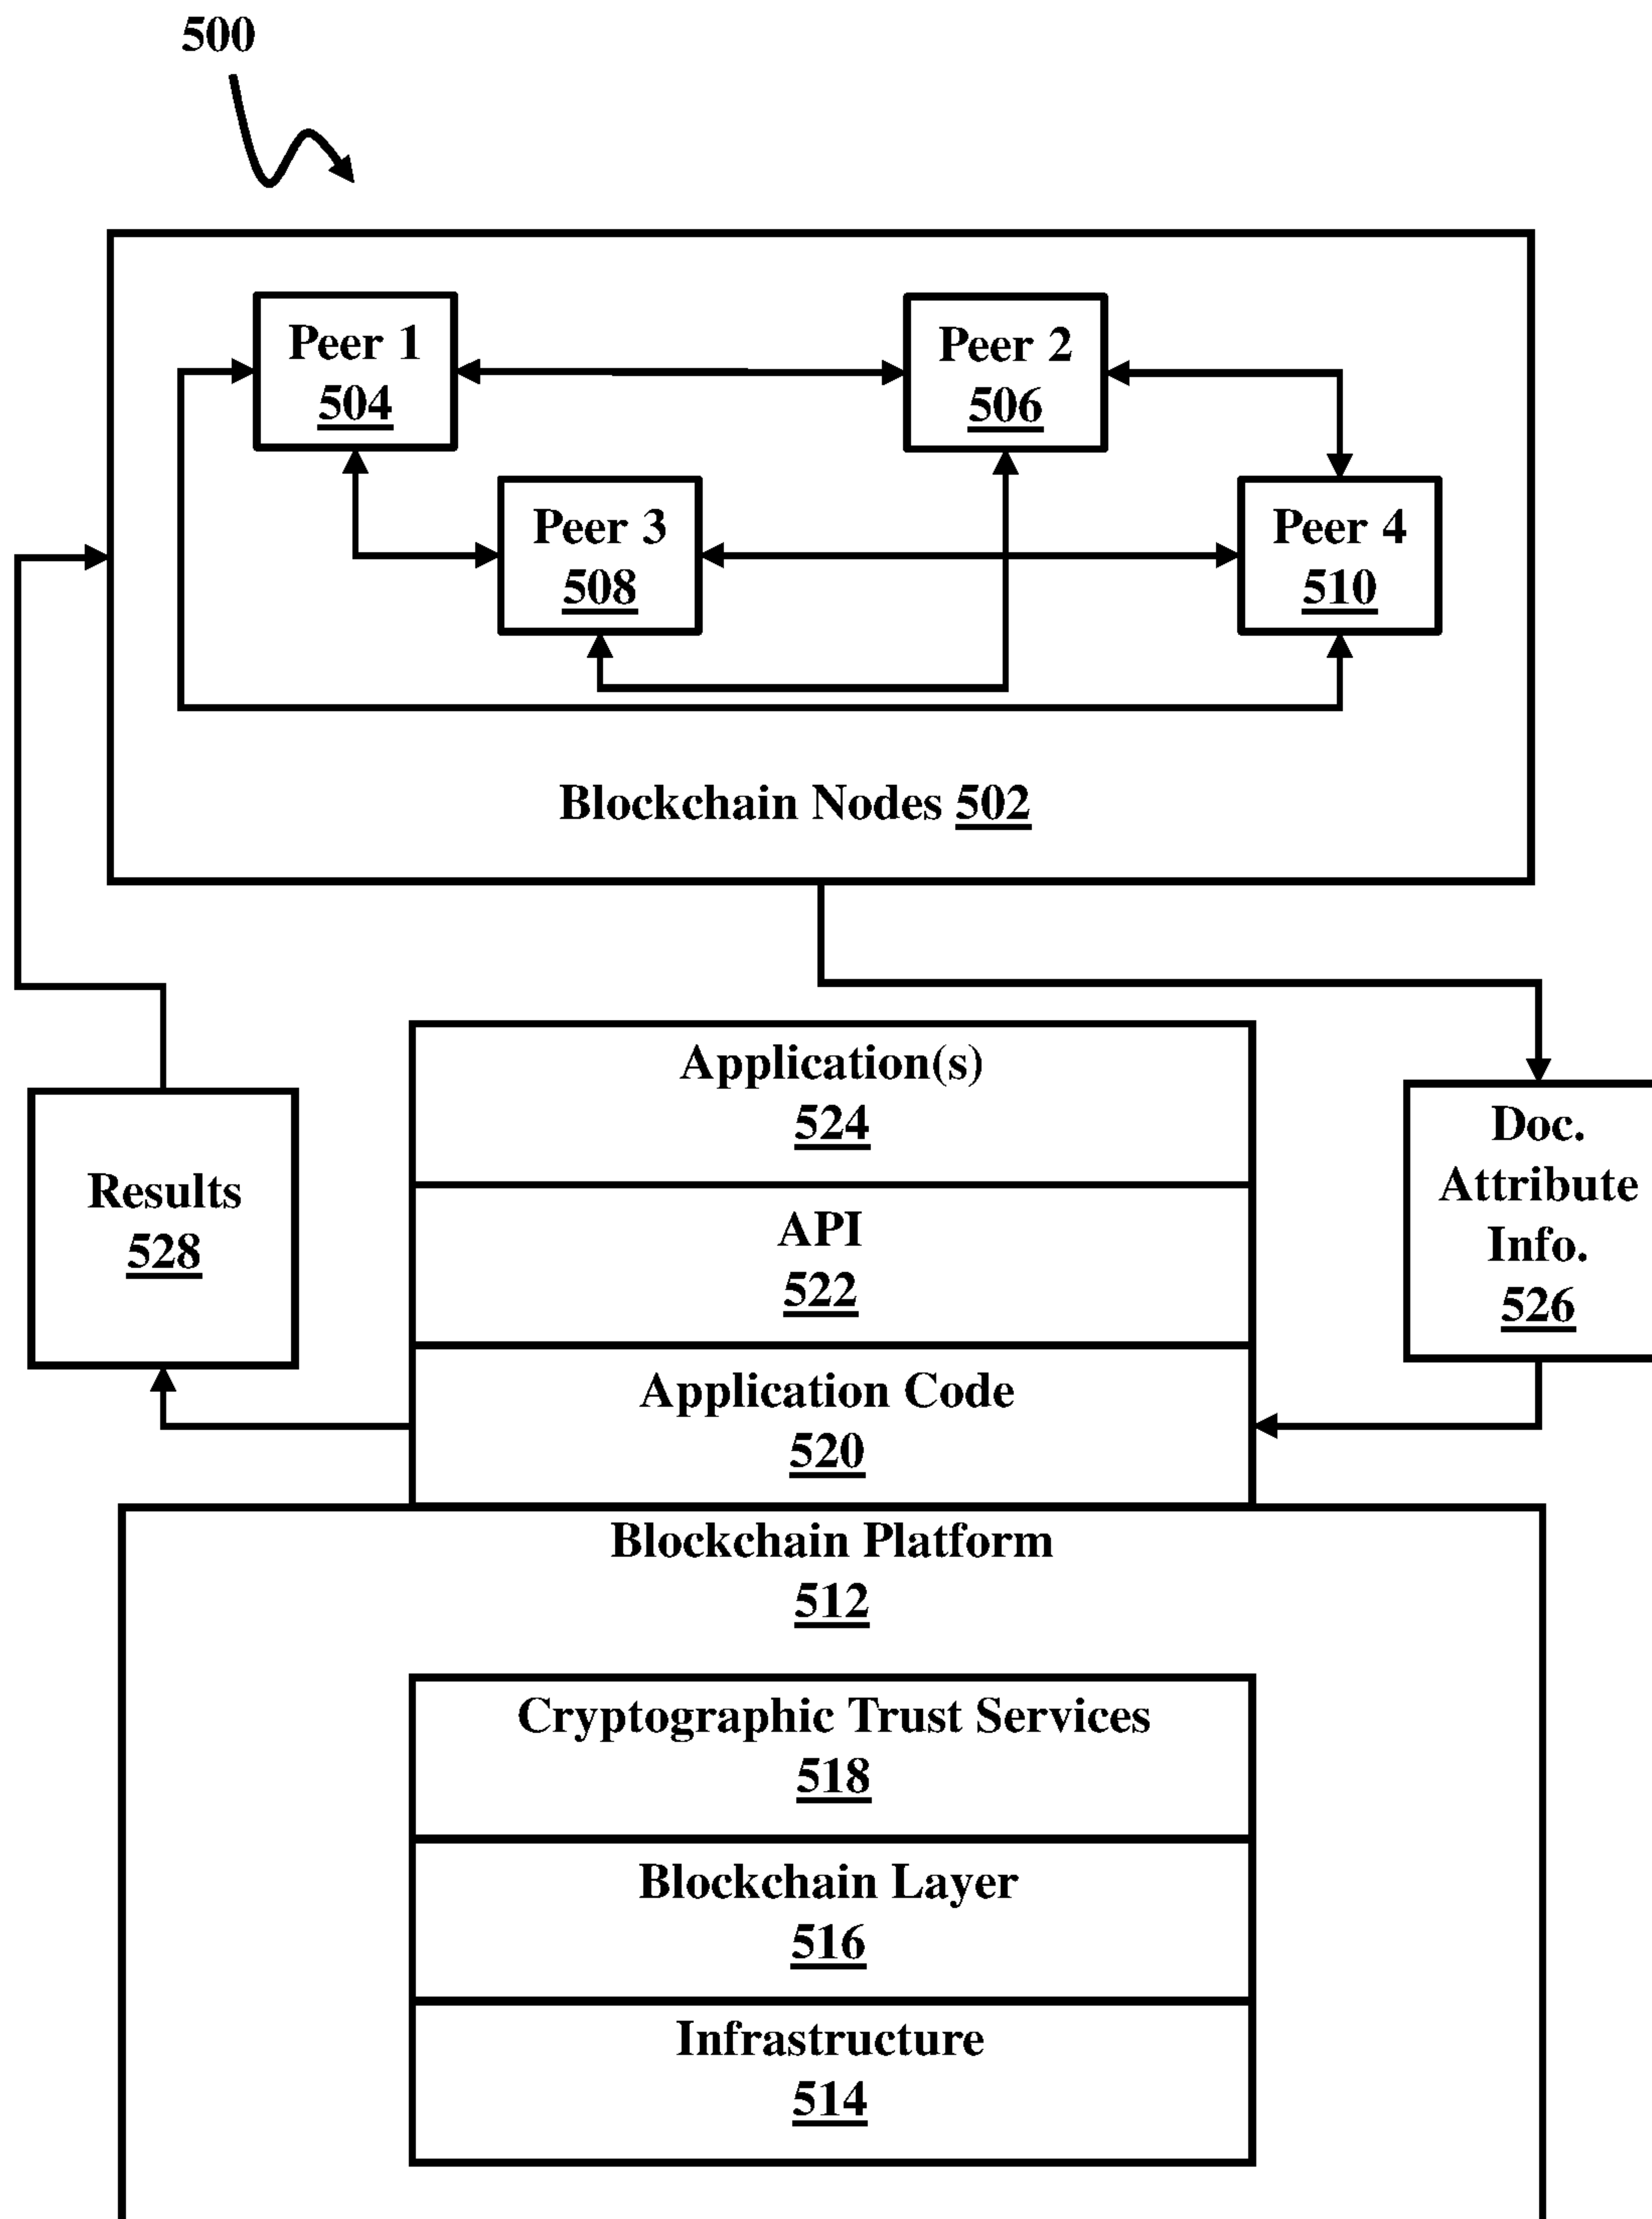 500
Peer 1
504
Peer 2
506
Peer 3
508
Peer 4
510
Blockchain Nodes 502
Application(s)
524
API
522
Application Code
520
Results
528
Doc.
Attribute
Info.
526
Blockchain Platform
512
Cryptographic Trust Services
518
Blockchain Layer
516
Infrastructure
514